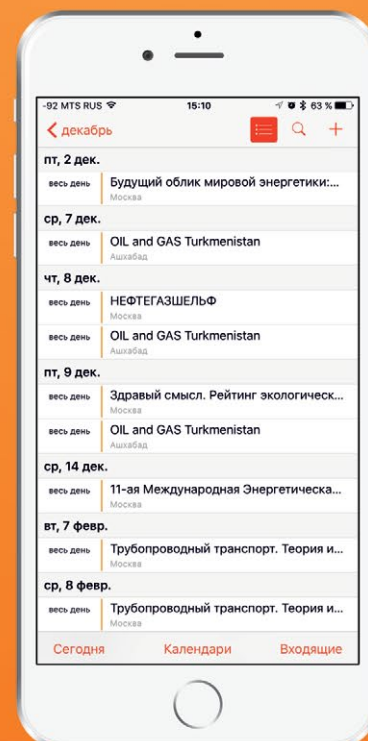 -92 MTS RUS 15:10 63 %
декабрь
пт, 2 дек.
весь день Будущий облик мировой энергетики:...
Москва
ср, 7 дек.
весь день OIL and GAS Turkmenistan
Ашхабад
чт, 8 дек.
весь день НЕФТЕГАЗШЕЛЬФ
Москва
весь день OIL and GAS Turkmenistan
Ашхабад
пт, 9 дек.
весь день Здравый смысл. Рейтинг экологическ...
Москва
весь день OIL and GAS Turkmenistan
Ашхабад
ср, 14 дек.
весь день 11-ая Международная Энергетическа...
Москва
вт, 7 февр.
весь день Трубопроводный транспорт. Теория и...
Москва
ср, 8 февр.
весь день Трубопроводный транспорт. Теория и...
Москва
Сегодня Календари Входящие